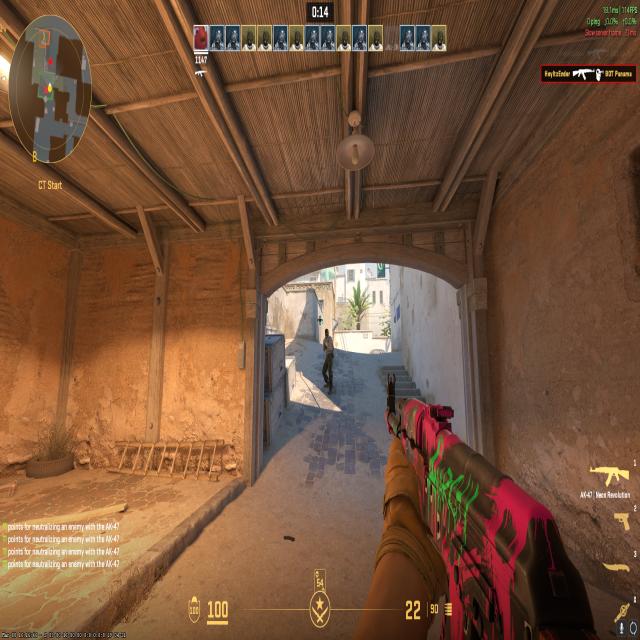 0:14
1147
HeyItzEnder BOT Panama
B
CT Start
1
AK-47 Neon Revolution
2
3
points for neutralizing an enemy with the AK-47
points for neutralizing an enemy with the AK-47
points for neutralizing an enemy with the AK-47
points for neutralizing an enemy with the AK-47
100 100 22 90